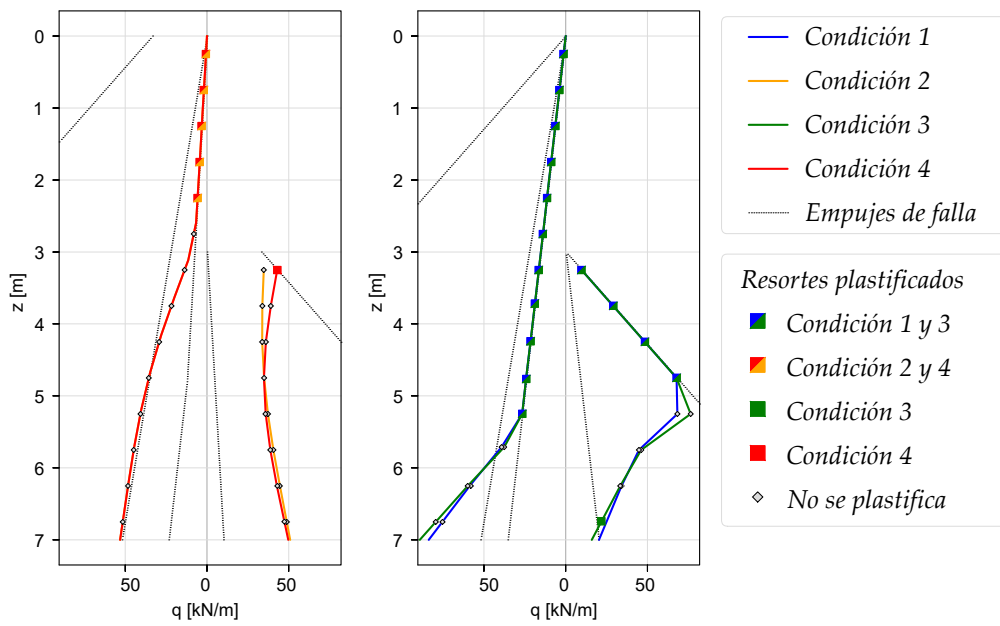 0
1
2
3
4
5
6
7
z [m]
50
0
50
q [kN/m]
0
1
2
3
4
5
6
7
z [m]
50
0
50
q [kN/m]
Condición 1
Condición 2
Condición 3
Condición 4
Empujes de falla
Resortes plastificados
Condición 1 y 3
Condición 2 y 4
Condición 3
Condición 4
No se plastifica